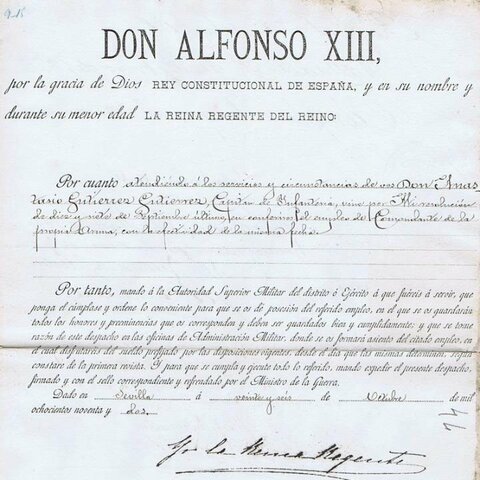 DON ALFONSO XIII,
por la gracia de Dios REY CONSTITUCIONAL DE ESPAÑA, y en su nombre y
durante su menor edad LA REINA REGENTE DEL REINO:
Por cuanto atendiendo á los servicios y circunstancias de vos Don Anas-
tasio Gutierrez Gutierrez, Capitán de Infantería, vine por Mi resolución
de diez y siete de Septiembre último, en conferiros el empleo de Comandante de la
propia Arma, con la efectividad de la misma fecha.
Por tanto, mando á la Autoridad Superior Militar del distrito ó Ejército á que fuéreis á servir, que
ponga el cúmplase y ordene lo conveniente para que se os dé posesión del referido empleo, en el que se os guardarán
todos los honores y preeminencias que os corresponden y deben ser guardados bien y cumplidamente; y que se tome
razón de este despacho en las oficinas de Administración Militar, donde se os formará asiento del citado empleo, en
el cual disfrutaréis del sueldo prefijado por las disposiciones vigentes, desde el día que las mismas determinen, según
constare de la primera revista. Y para que se cumpla y ejecute todo lo referido, mando expedir el presente despacho,
firmado y con el sello correspondiente y refrendado por el Ministro de la Guerra.
Dado en Sevilla á veinte y seis de Octubre de mil
ochocientos noventa y dos.
Yo la Reina Regente